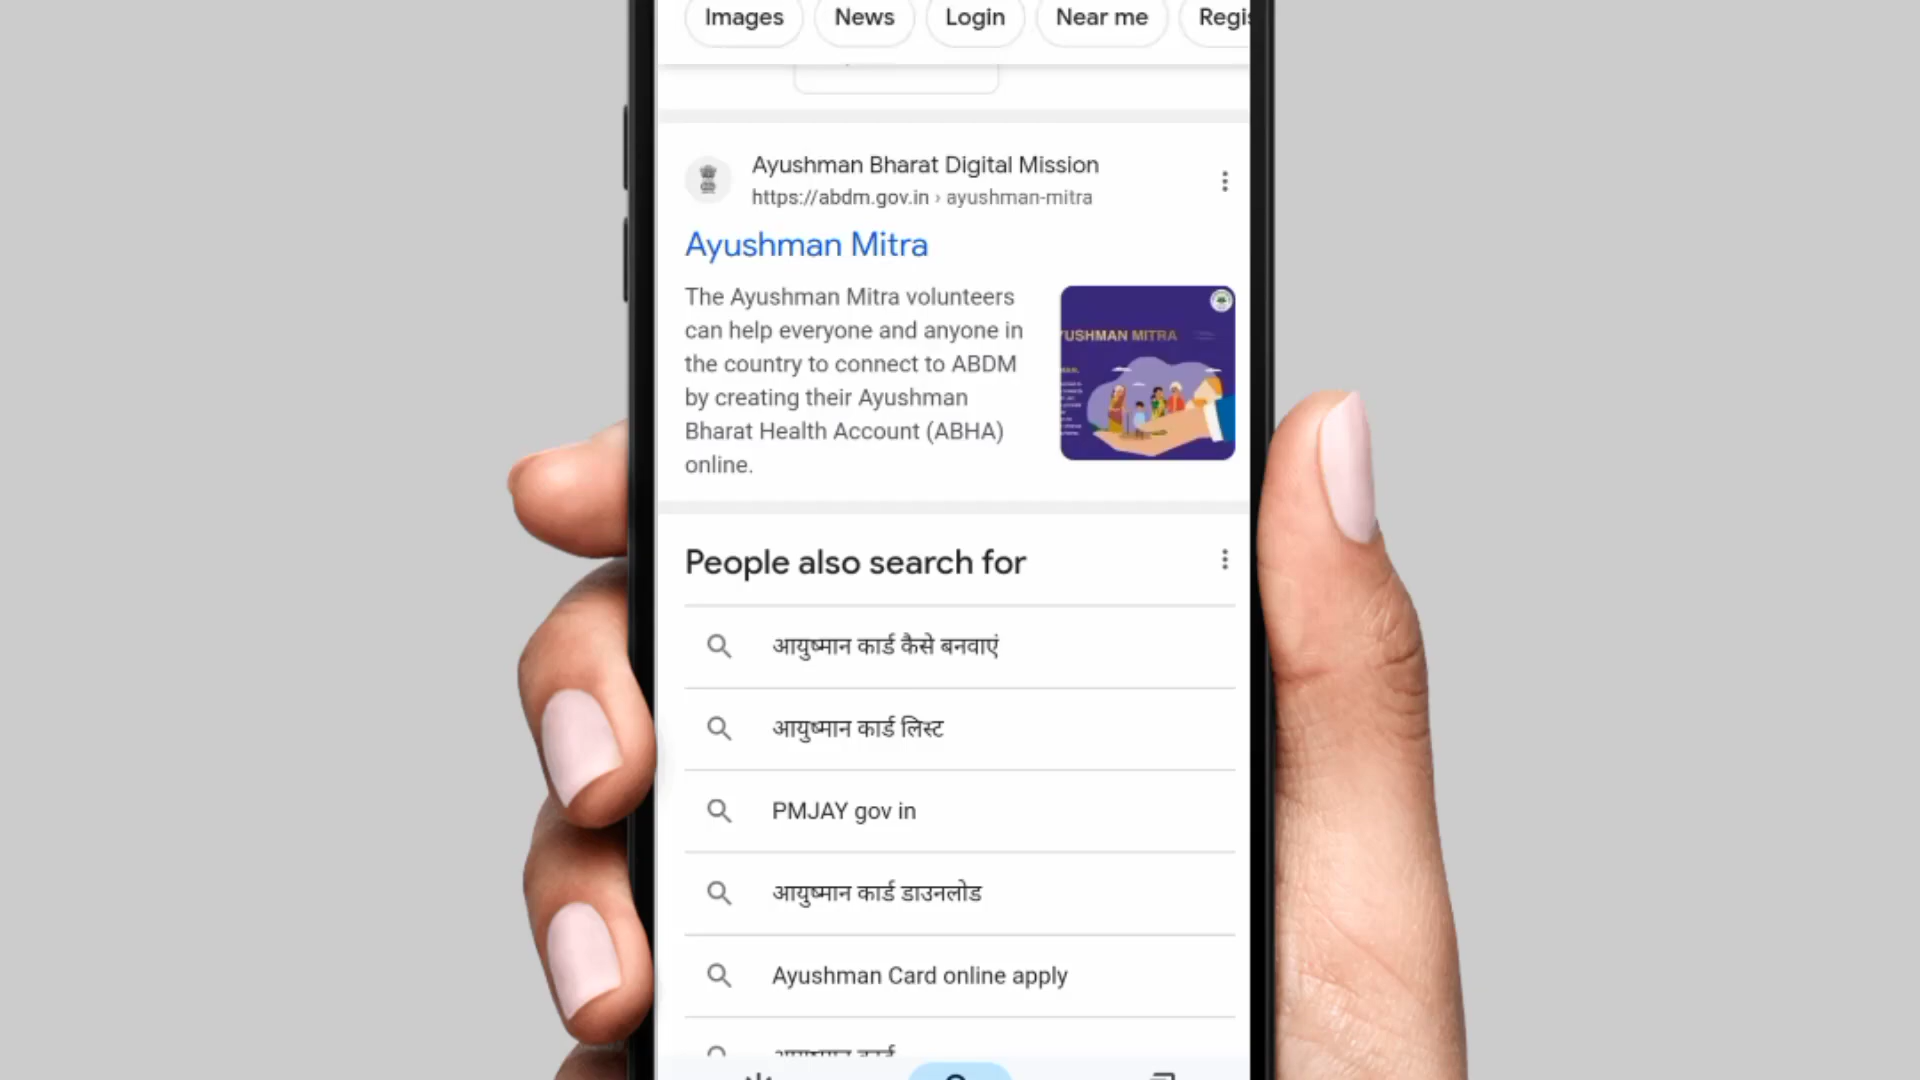 Images News Login Near me Regis
Ayushman Bharat Digital Mission
https://abdm.gov.in › ayushman-mitra
Ayushman Mitra
The Ayushman Mitra volunteers
can help everyone and anyone in
the country to connect to ABDM
by creating their Ayushman
Bharat Health Account (ABHA)
online.
YUSHMAN MITRA
People also search for
आयुष्मान कार्ड कैसे बनवाएं
आयुष्मान कार्ड लिस्ट
PMJAY gov in
आयुष्मान कार्ड डाउनलोड
Ayushman Card online apply